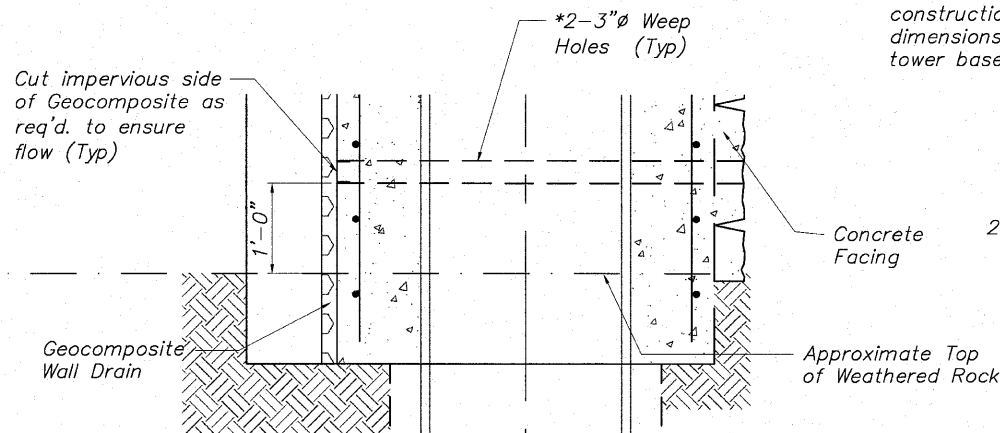 *2-3"ø Weep
Holes (Typ)
constructio
dimensions
tower base
Cut impervious side
of Geocomposite as
req'd. to ensure
flow (Typ)
1'-0"
Concrete
Facing
2
Geocomposite
Wall Drain
Approximate Top
of Weathered Rock